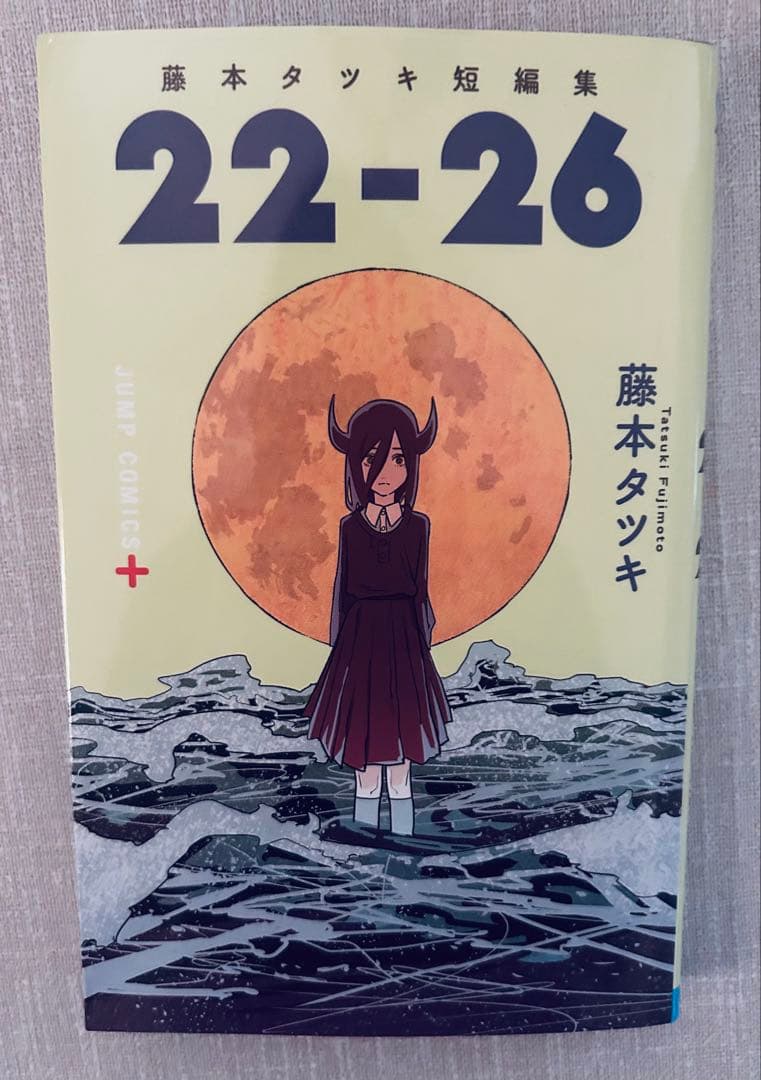 藤本タツキ短編集
22-26
藤本タツキ
Tatsuki Fujimoto
JUMP COMICS+